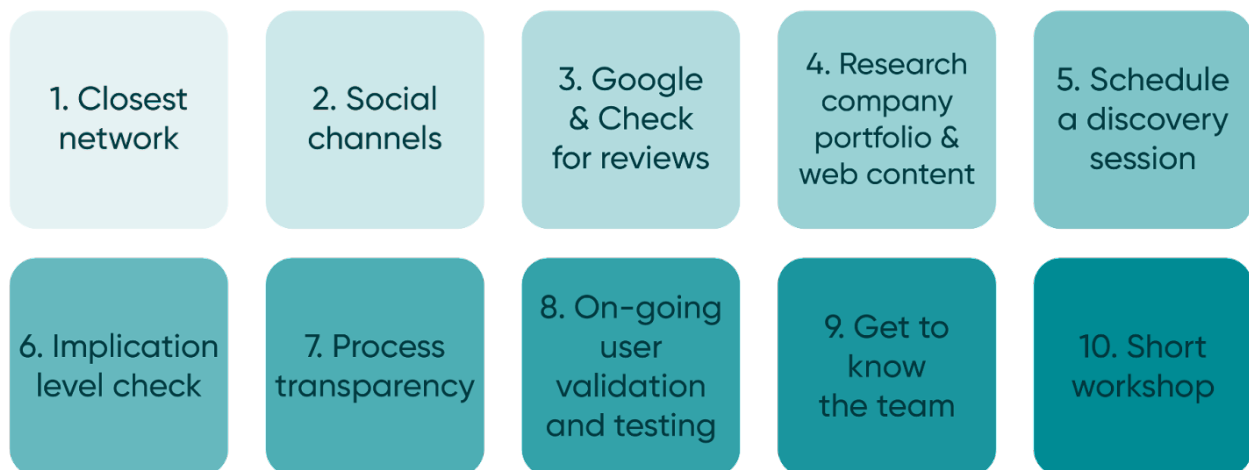 1. Closest
network
2. Social
channels
3. Google
& Check
for reviews
4. Research
company
portfolio &
web content
5. Schedule
a discovery
session
6. Implication
level check
7. Process
transparency
8. On-going
user
validation
and testing
9. Get to
know
the team
10. Short
workshop